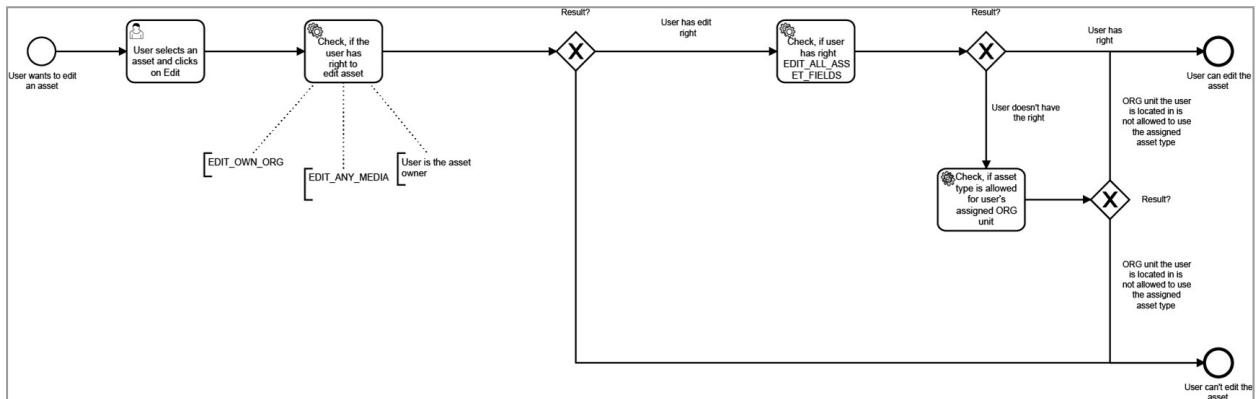 User wants to edit
an asset
User selects an
asset and clicks
on Edit
Check, if the
user has
right to
edit asset
EDIT_OWN_ORG
EDIT_ANY_MEDIA
User is the asset
owner
Result?
User has edit
right
Check, if user
has right
EDIT_ALL_ASS
ET_FIELDS
Result?
User has
right
User can edit the
asset
User doesn't have
the right
ORG unit the user
is located in is
not allowed to use
the assigned
asset type
Check, if asset
type is allowed
for user's
assigned ORG
unit
Result?
ORG unit the user
is located in is
not allowed to use
the assigned
asset type
User can't edit the
asset